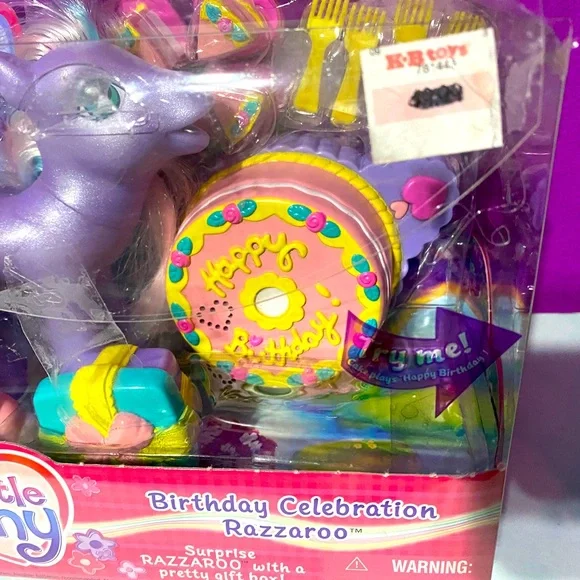 K·B toys
Happy
Birthday!
Try me!
Cake plays "Happy Birthday"
tle
ny
Birthday Celebration
Razzaroo™
Surprise
RAZZAROO™ with a
pretty gift box!
⚠ WARNING: